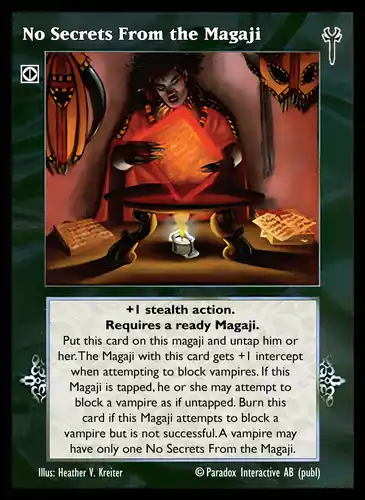 No Secrets From the Magaji
+1 stealth action.
Requires a ready Magaji.
Put this card on this magaji and untap him or
her. The Magaji with this card gets +1 intercept
when attempting to block vampires. If this
Magaji is tapped, he or she may attempt to
block a vampire as if untapped. Burn this
card if this Magaji attempts to block a
vampire but is not successful. A vampire may
have only one No Secrets From the Magaji.
Illus: Heather V. Kreiter © Paradox Interactive AB (publ)